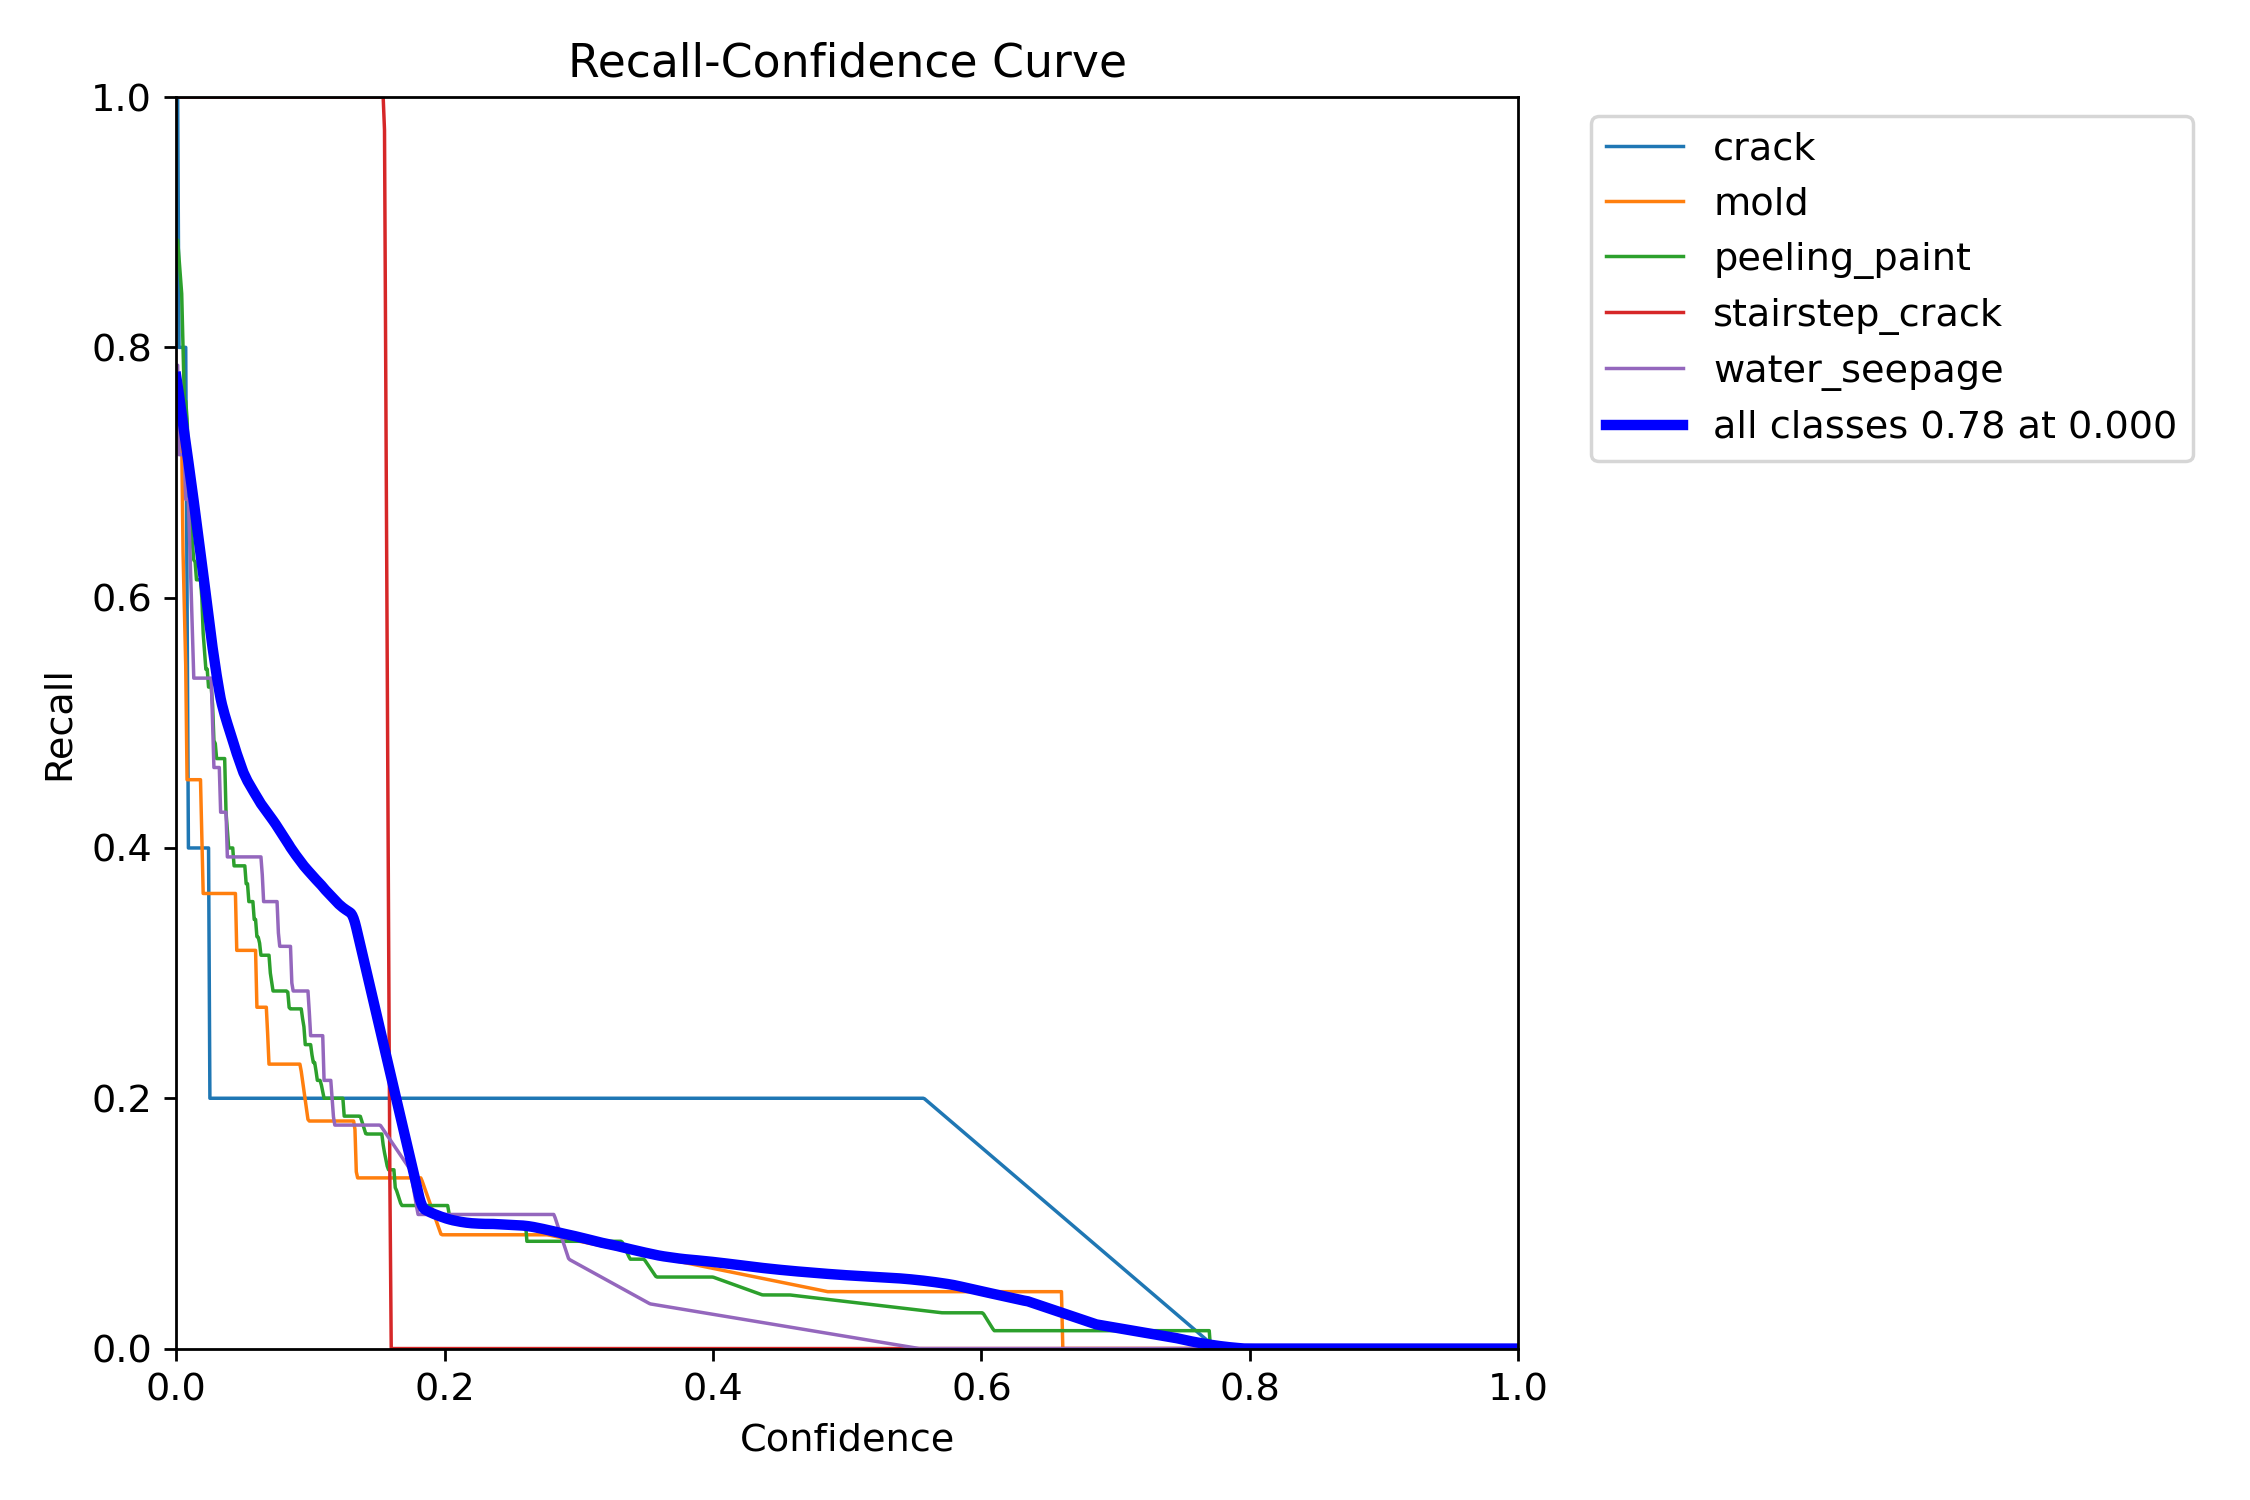 Recall-Confidence Curve
1.0
0.8
0.6
0.4
0.2
0.0
Recall
0.0 0.2 0.4 0.6 0.8 1.0
Confidence
crack
mold
peeling_paint
stairstep_crack
water_seepage
all classes 0.78 at 0.000